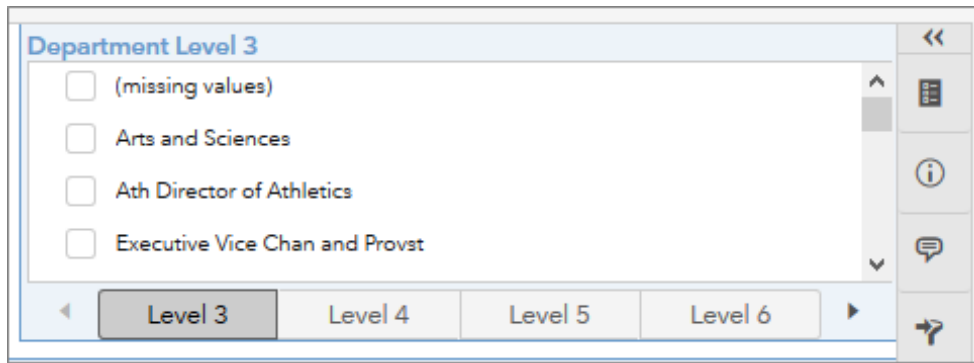 Department Level 3
(missing values)
Arts and Sciences
Ath Director of Athletics
Executive Vice Chan and Provst
Level 3 Level 4 Level 5 Level 6